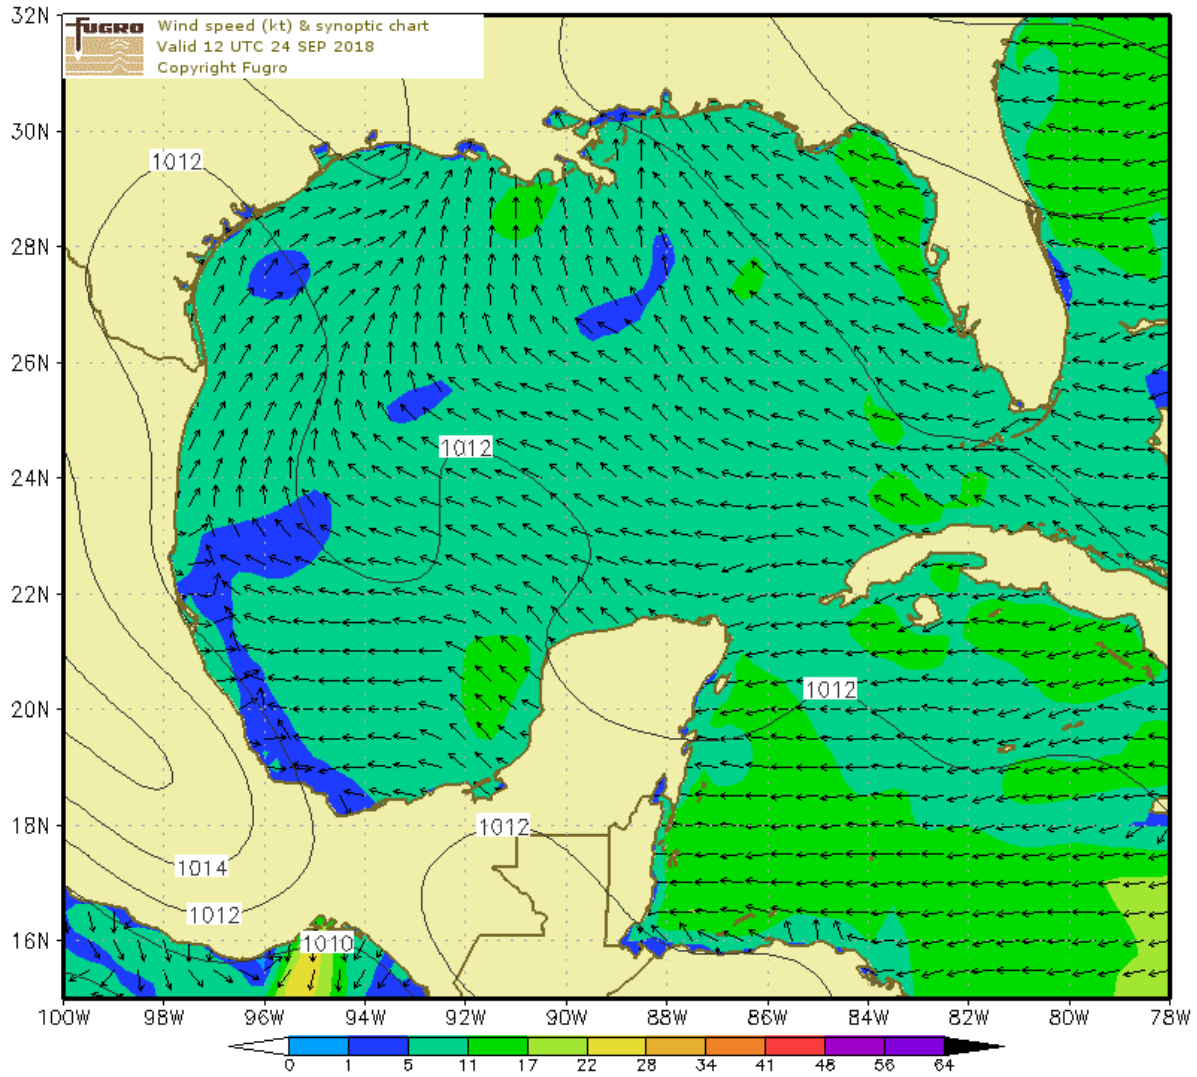 32N
fugro
Wind speed (kt) & synoptic chart
Valid 12 UTC 24 SEP 2018
Copyright Fugro
30N
1012
28N
26N
1012
24N
22N
20N
1012
18N
1012
1014
1012
16N
1010
100W 98W 96W 94W 92W 90W 88W 86W 84W 82W 80W 78W
0 1 5 11 17 22 28 34 41 48 56 64